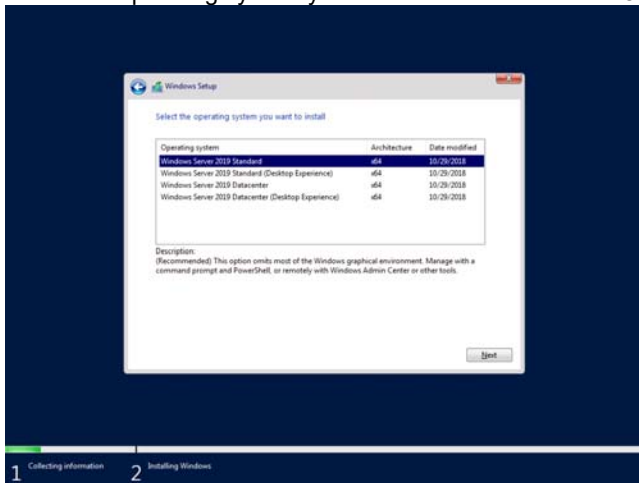 Windows Setup
Select the operating system you want to install
Operating system Architecture Date modified
Windows Server 2019 Standard x64 10/29/2018
Windows Server 2019 Standard (Desktop Experience) x64 10/29/2018
Windows Server 2019 Datacenter x64 10/29/2018
Windows Server 2019 Datacenter (Desktop Experience) x64 10/29/2018
Description:
(Recommended) This option omits most of the Windows graphical environment. Manage with a
command prompt and PowerShell, or remotely with Windows Admin Center or other tools.
Next
1 Collecting information 2 Installing Windows